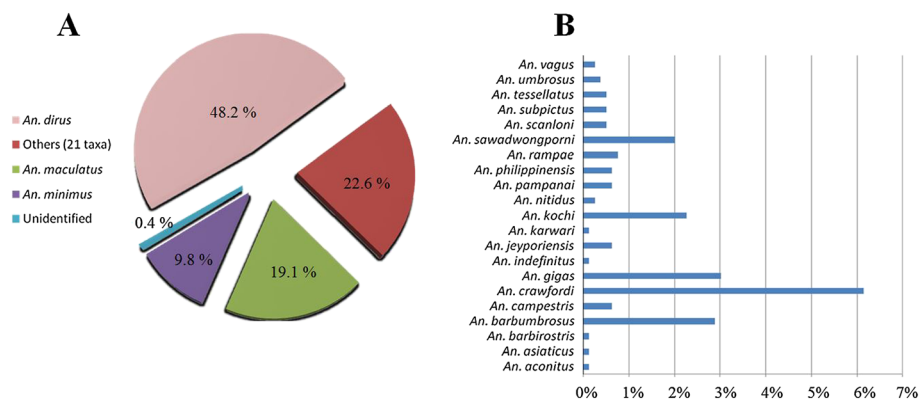 A
An. dirus
Others (21 taxa)
An. maculatus
An. minimus
Unidentified
48.2 %
22.6 %
19.1 %
9.8 %
0.4 %
B
An. vagus
An. umbrosus
An. tessellatus
An. subpictus
An. scanloni
An. sawadwongporni
An. rampae
An. philippinensis
An. pampanai
An. nitidus
An. kochi
An. karwari
An. jeyporiensis
An. indefinitus
An. gigas
An. crawfordi
An. campestris
An. barbumbrosus
An. barbirostris
An. asiaticus
An. aconitus
0% 1% 2% 3% 4% 5% 6% 7%